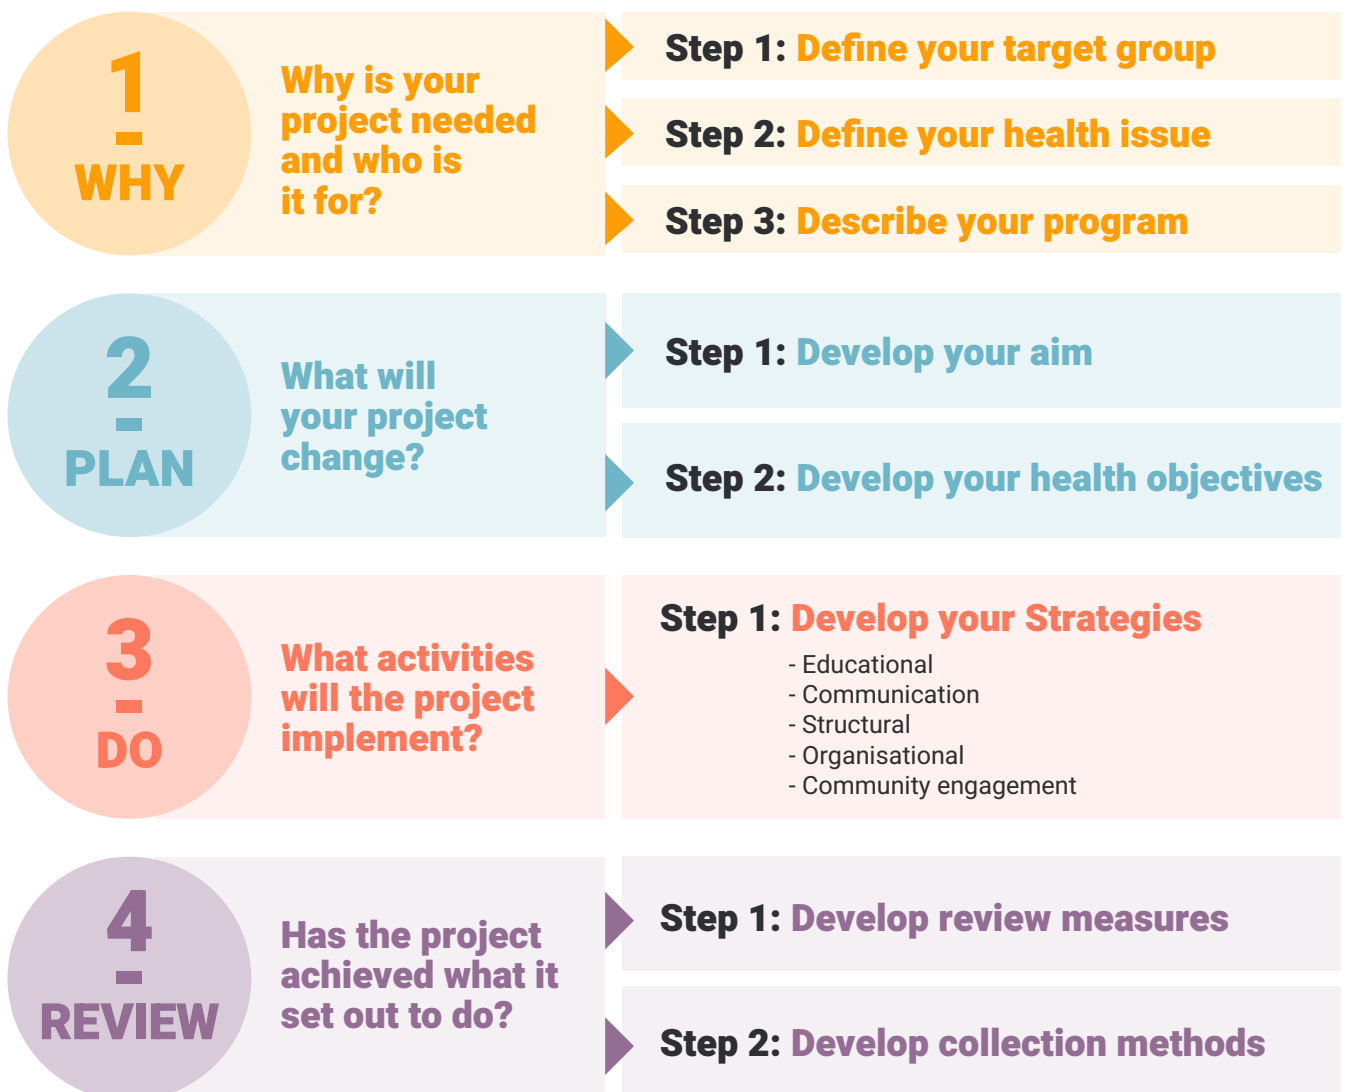 1
-
WHY
Why is your
project needed
and who is
it for?
Step 1: Define your target group
Step 2: Define your health issue
Step 3: Describe your program
2
-
PLAN
What will
your project
change?
Step 1: Develop your aim
Step 2: Develop your health objectives
3
-
DO
What activities
will the project
implement?
Step 1: Develop your Strategies
- Educational
- Communication
- Structural
- Organisational
- Community engagement
4
-
REVIEW
Has the project
achieved what it
set out to do?
Step 1: Develop review measures
Step 2: Develop collection methods